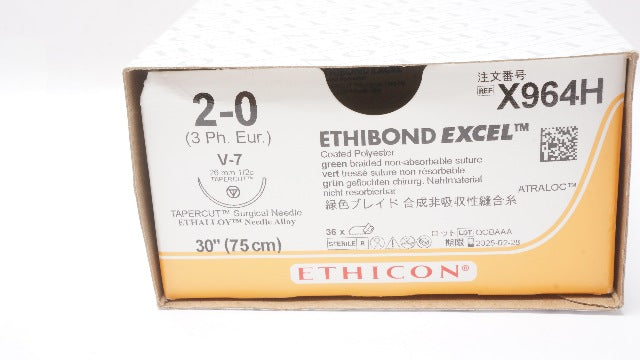 2-0
(3 Ph. Eur.)
V-7
26 mm 1/2c
TAPERCUT™
TAPERCUT™ Surgical Needle
ETHALLOY™ Needle Alloy
30" (75 cm)
注文番号
REF X964H
ETHIBOND EXCEL™
Coated Polyester
green braided non-absorbable suture
vert tressé suture non résorbable
grün geflochten chirurg. Nahtmaterial
nicht resorbierbar
緑色ブレイド 合成非吸収性縫合糸
ATRALOC™
36 x
ロット LOT QCBAAA
STERILE R
期限 2025-02-28
ETHICON®